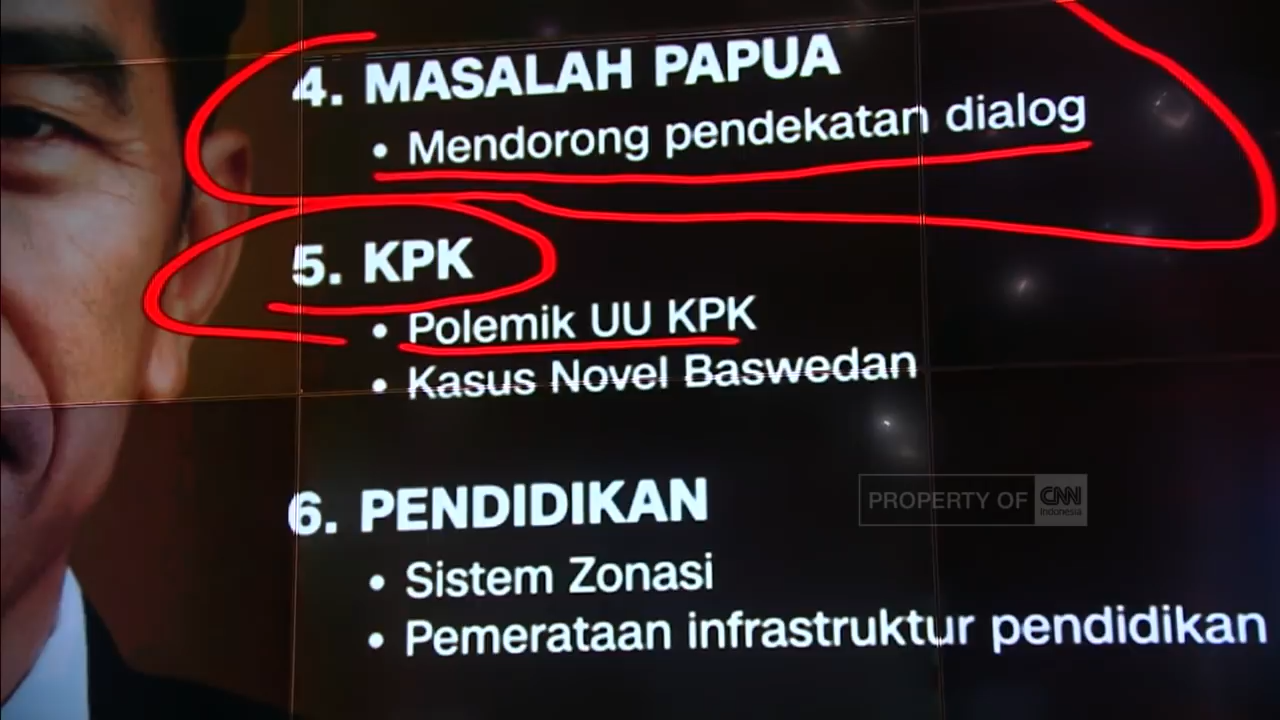 4. MASALAH PAPUA
• Mendorong pendekatan dialog
5. KPK
• Polemik UU KPK
• Kasus Novel Baswedan
6. PENDIDIKAN
• Sistem Zonasi
• Pemerataan infrastruktur pendidikan
PROPERTY OF CNN Indonesia